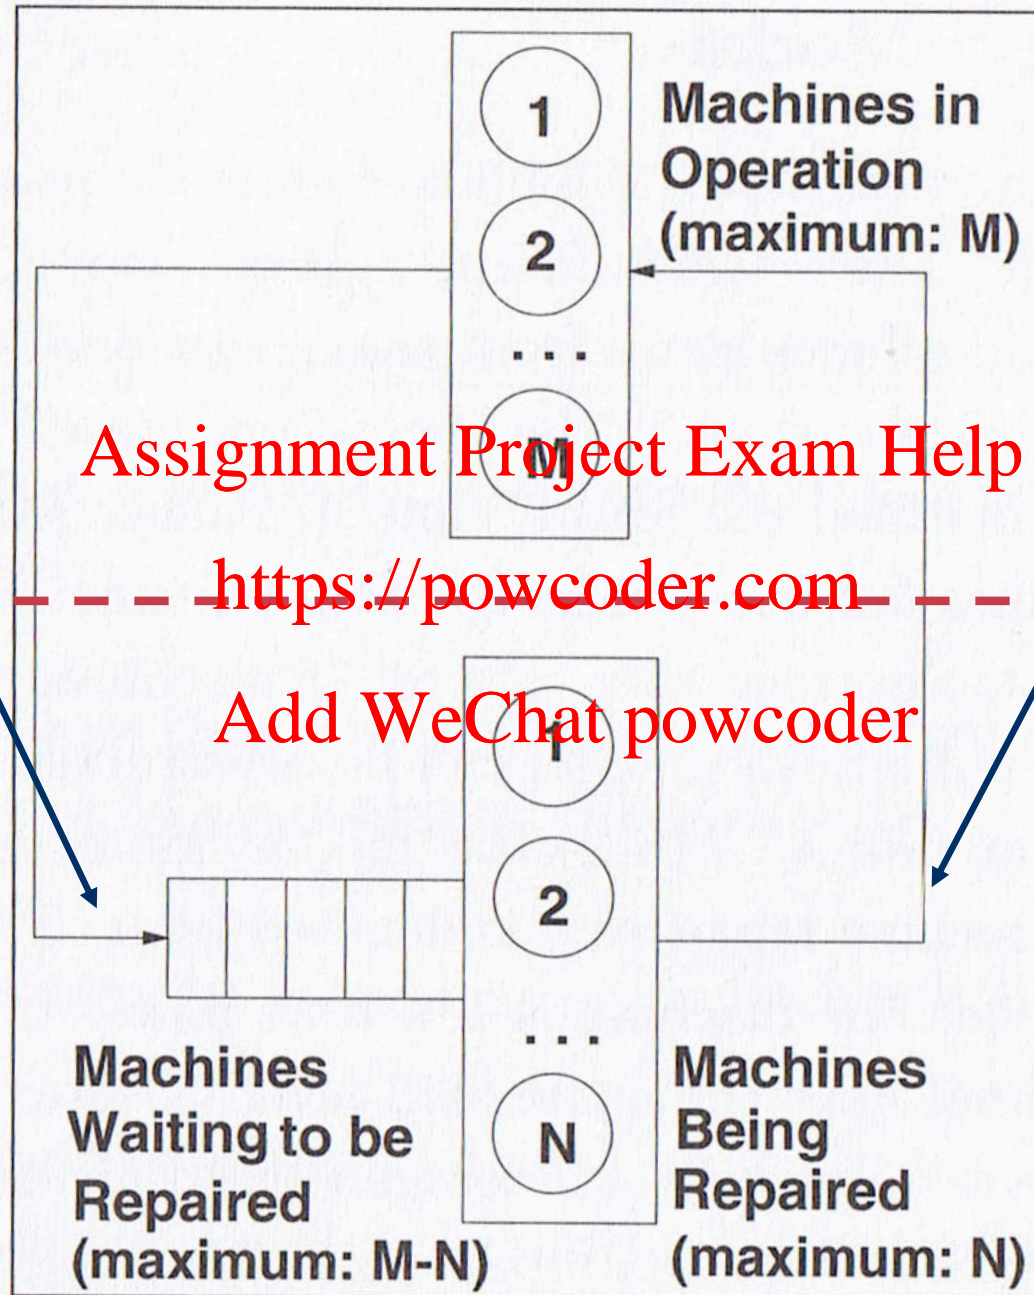 1
Machines in
Operation
(maximum: M)
2
...
M
Assignment Project Exam Help
https://powcoder.com
Add WeChat powcoder
1
2
...
N
Machines
Waiting to be
Repaired
(maximum: M-N)
Machines
Being
Repaired
(maximum: N)